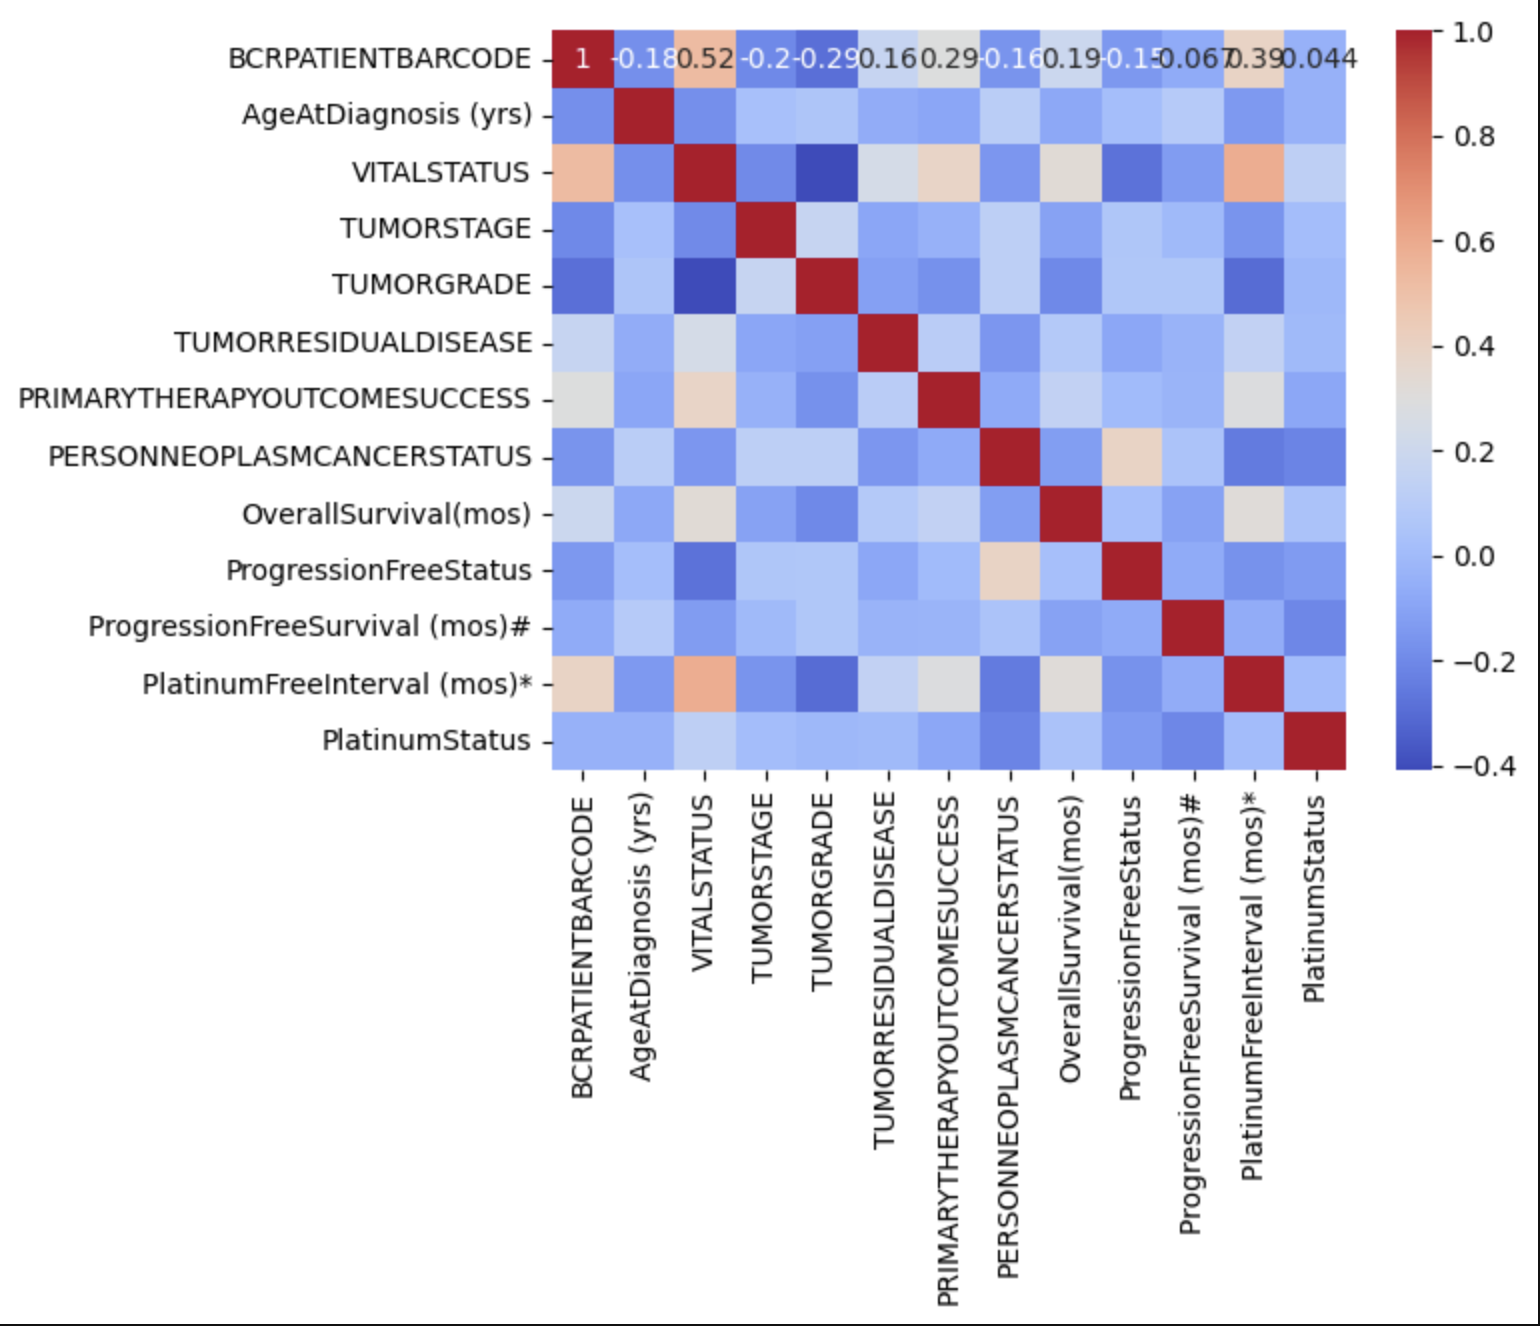 BCRPATIENTBARCODE 1 -0.18 0.52 -0.2 -0.29 0.16 0.29 -0.16 0.19 -0.15 -0.067 0.39 0.044
AgeAtDiagnosis (yrs)
VITALSTATUS
TUMORSTAGE
TUMORGRADE
TUMORRESIDUALDISEASE
PRIMARYTHERAPYOUTCOMESUCCESS
PERSONNEOPLASMCANCERSTATUS
OverallSurvival(mos)
ProgressionFreeStatus
ProgressionFreeSurvival (mos)#
PlatinumFreeInterval (mos)*
PlatinumStatus
BCRPATIENTBARCODE
AgeAtDiagnosis (yrs)
VITALSTATUS
TUMORSTAGE
TUMORGRADE
TUMORRESIDUALDISEASE
PRIMARYTHERAPYOUTCOMESUCCESS
PERSONNEOPLASMCANCERSTATUS
OverallSurvival(mos)
ProgressionFreeStatus
ProgressionFreeSurvival (mos)#
PlatinumFreeInterval (mos)*
PlatinumStatus
1.0
0.8
0.6
0.4
0.2
0.0
−0.2
−0.4